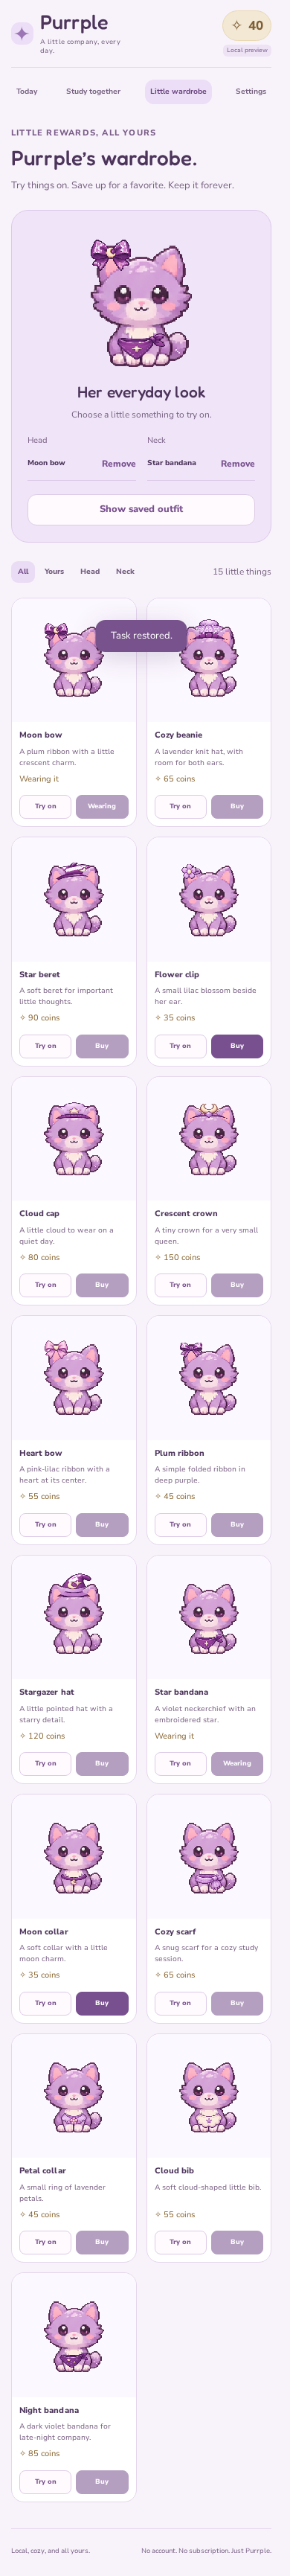 Purrple
A little company, every
day.
✧ 40
Local preview
Today
Study together
Little wardrobe
Settings
LITTLE REWARDS, ALL YOURS
Purrple’s wardrobe.
Try things on. Save up for a favorite. Keep it forever.
Her everyday look
Choose a little something to try on.
Head
Neck
Moon bow
Remove
Star bandana
Remove
Show saved outfit
All
Yours
Head
Neck
15 little things
Task restored.
Moon bow
A plum ribbon with a little
crescent charm.
Wearing it
Try on
Wearing
Cozy beanie
A lavender knit hat, with
room for both ears.
✧ 65 coins
Try on
Buy
Star beret
A soft beret for important
little thoughts.
✧ 90 coins
Try on
Buy
Flower clip
A small lilac blossom beside
her ear.
✧ 35 coins
Try on
Buy
Cloud cap
A little cloud to wear on a
quiet day.
✧ 80 coins
Try on
Buy
Crescent crown
A tiny crown for a very small
queen.
✧ 150 coins
Try on
Buy
Heart bow
A pink-lilac ribbon with a
heart at its center.
✧ 55 coins
Try on
Buy
Plum ribbon
A simple folded ribbon in
deep purple.
✧ 45 coins
Try on
Buy
Stargazer hat
A little pointed hat with a
starry detail.
✧ 120 coins
Try on
Buy
Star bandana
A violet neckerchief with an
embroidered star.
Wearing it
Try on
Wearing
Moon collar
A soft collar with a little
moon charm.
✧ 35 coins
Try on
Buy
Cozy scarf
A snug scarf for a cozy study
session.
✧ 65 coins
Try on
Buy
Petal collar
A small ring of lavender
petals.
✧ 45 coins
Try on
Buy
Cloud bib
A soft cloud-shaped little bib.
✧ 55 coins
Try on
Buy
Night bandana
A dark violet bandana for
late-night company.
✧ 85 coins
Try on
Buy
Local, cozy, and all yours.
No account. No subscription. Just Purrple.